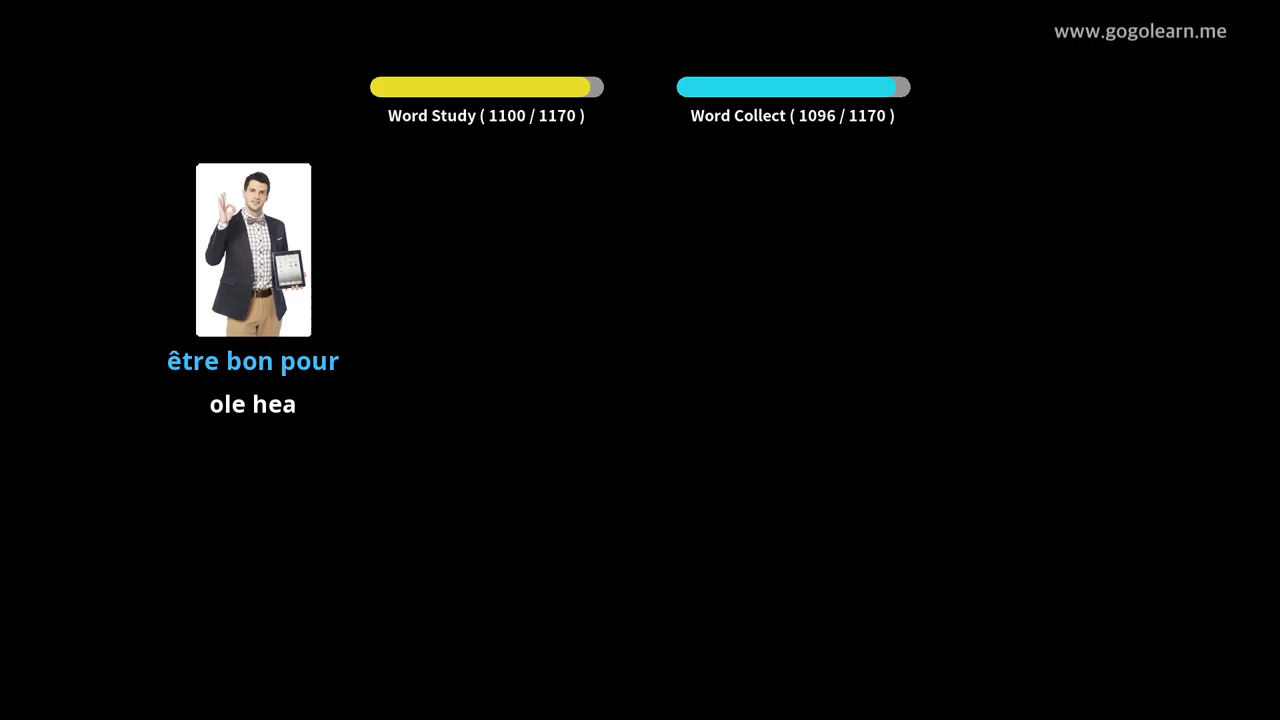 www.gogolearn.me
Word Study ( 1100 / 1170 )
Word Collect ( 1096 / 1170 )
être bon pour
ole hea